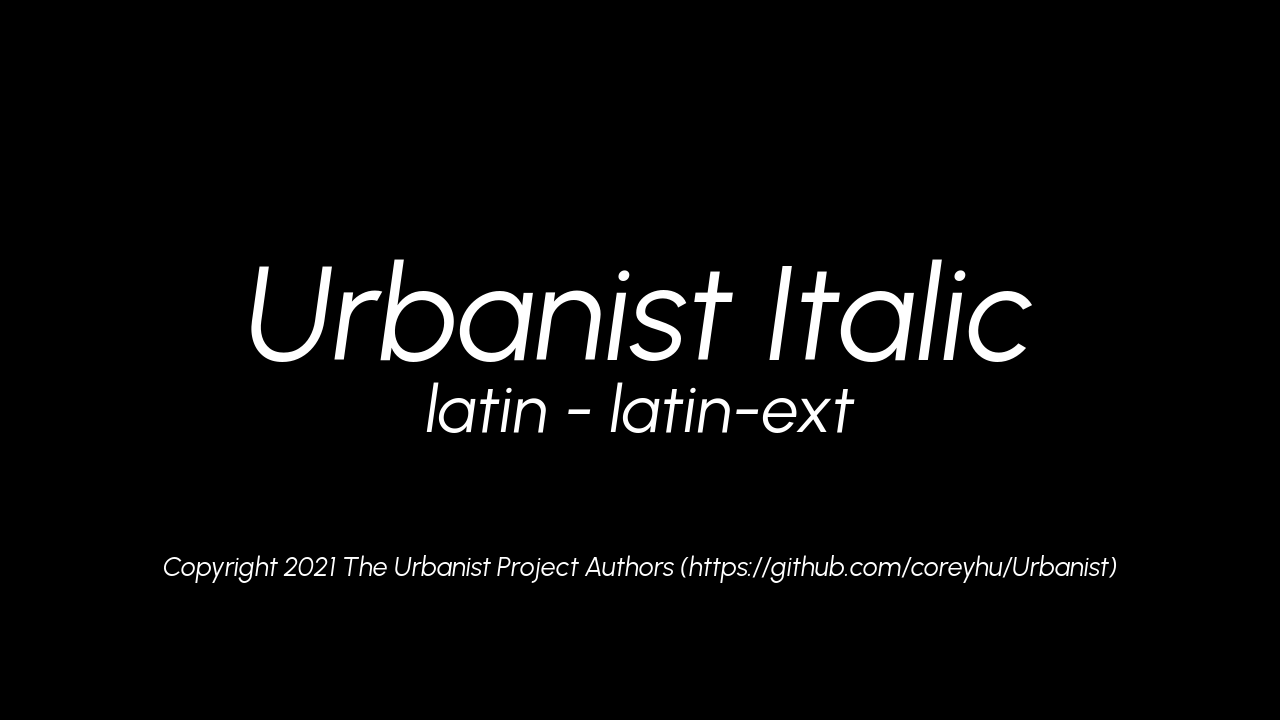 Urbanist Italic
latin - latin-ext
Copyright 2021 The Urbanist Project Authors (https://github.com/coreyhu/Urbanist)